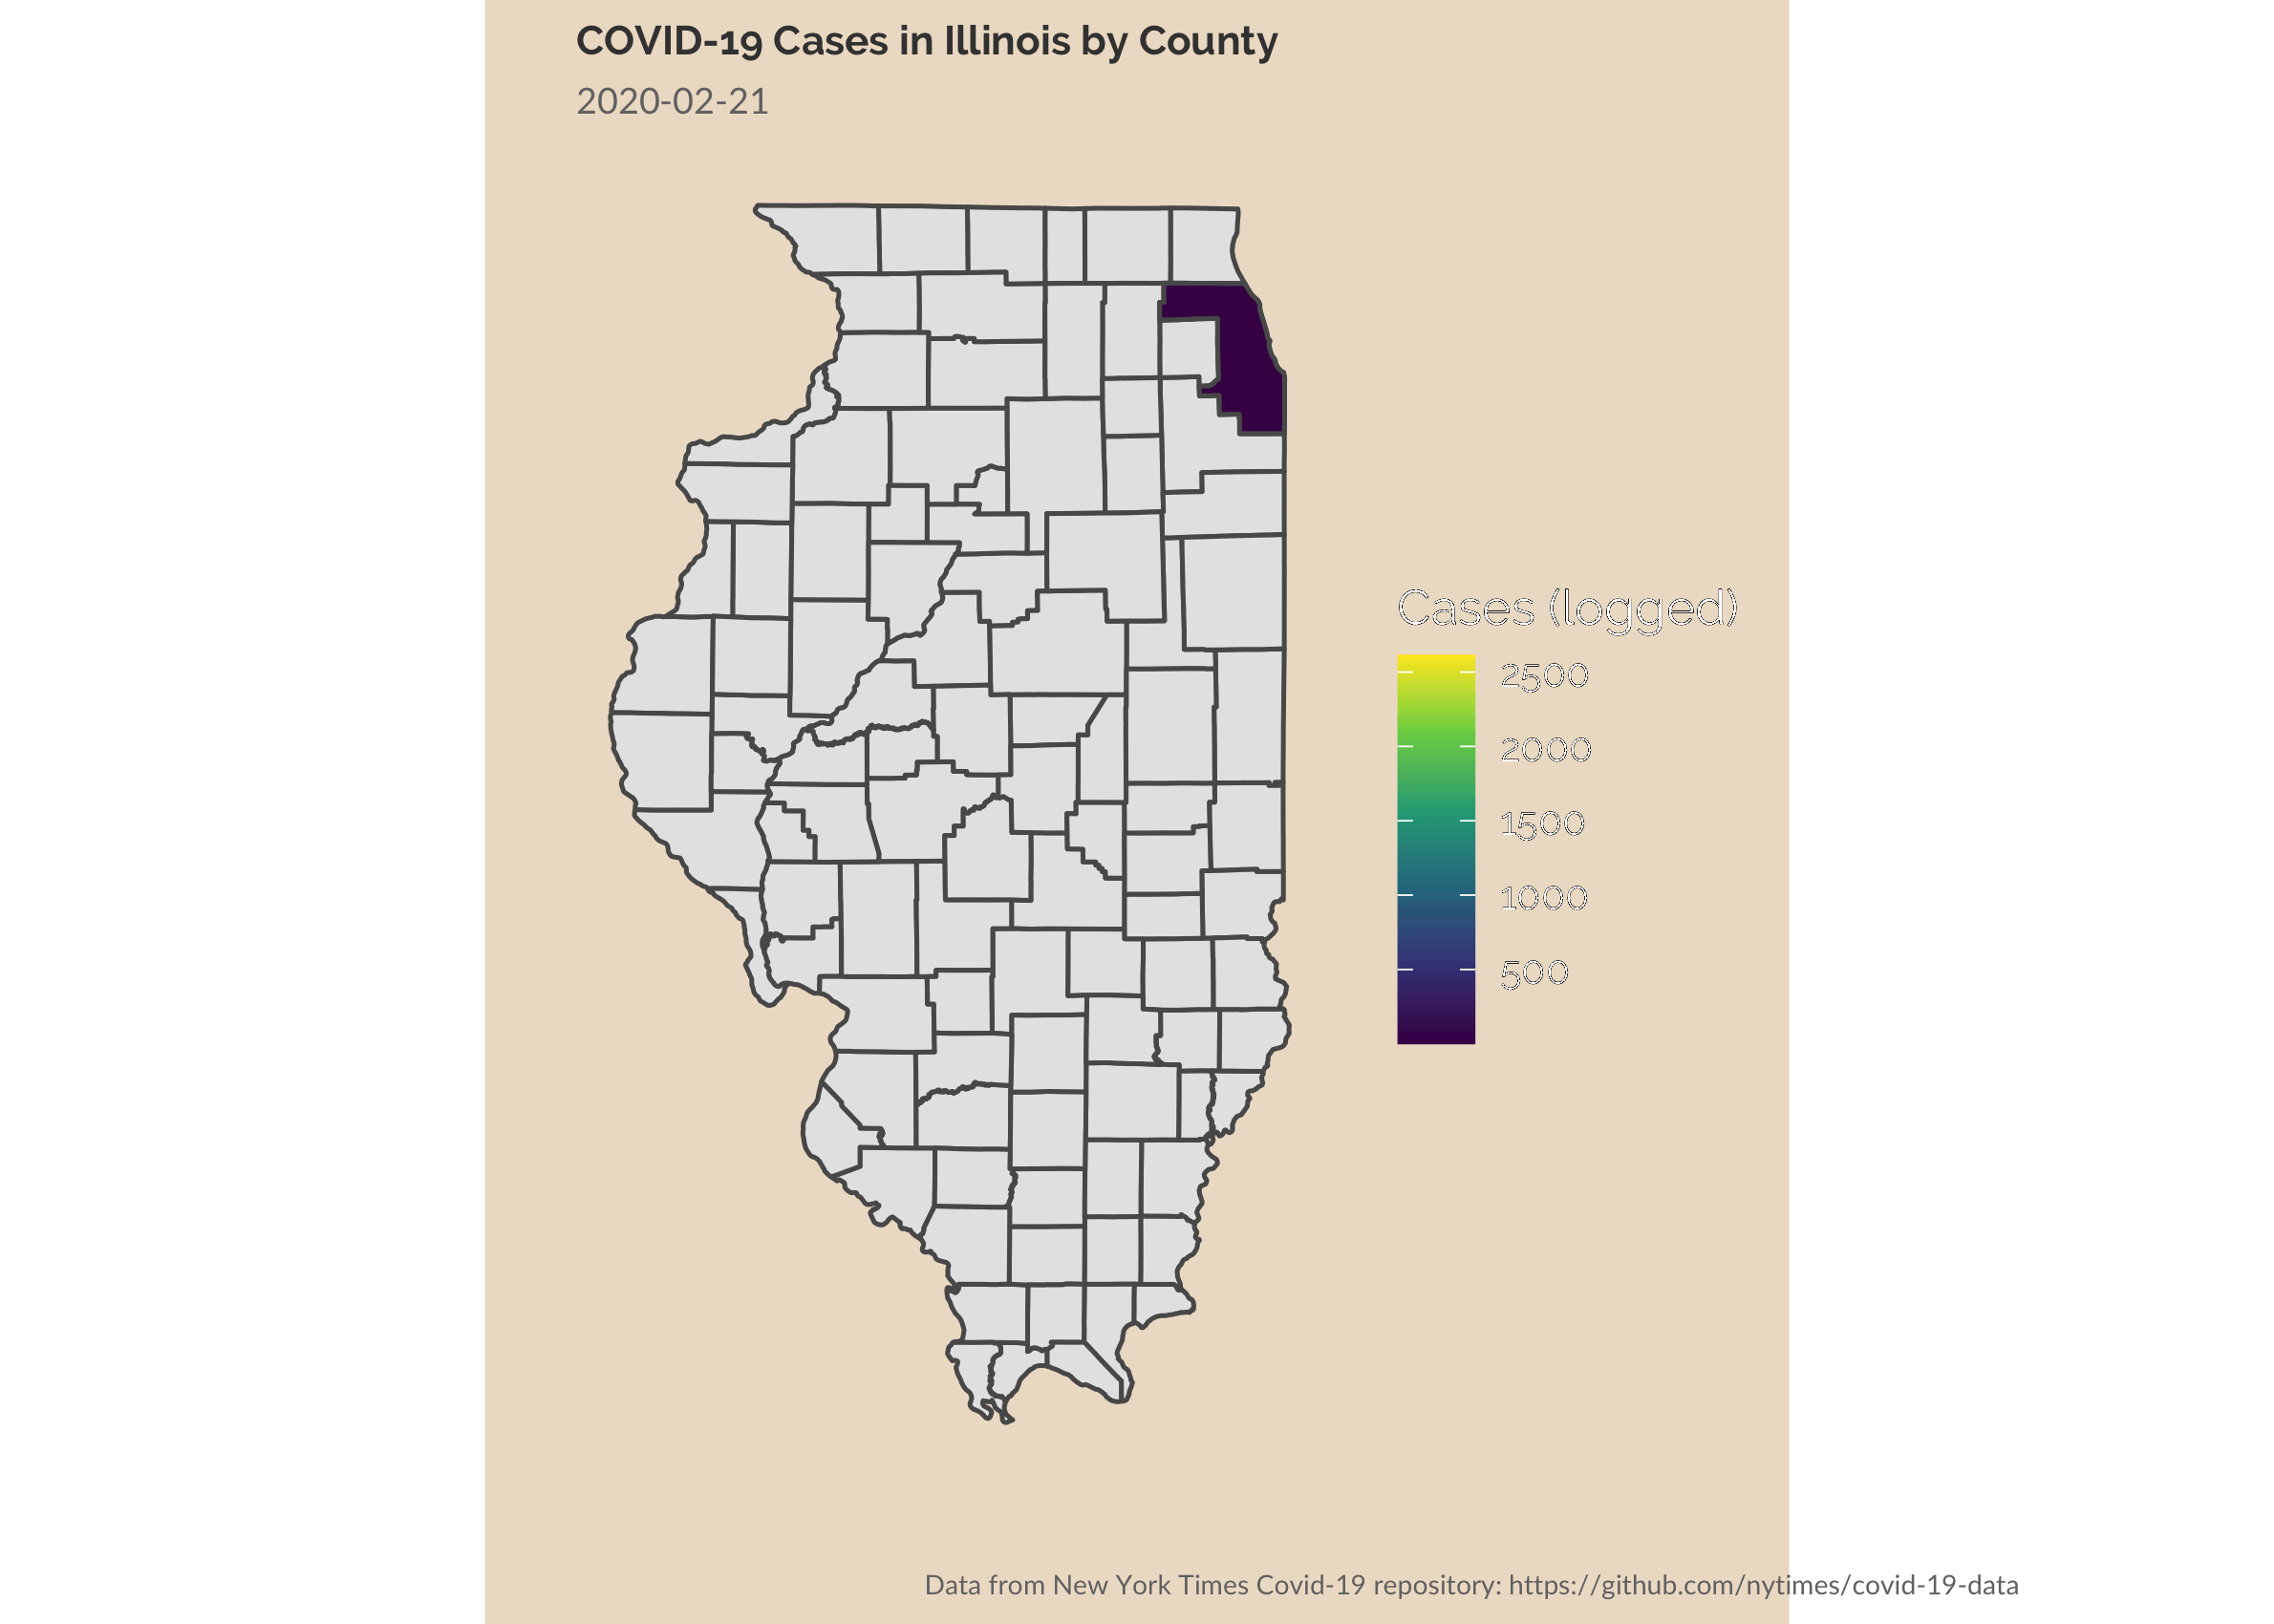 COVID-19 Cases in Illinois by County
2020-02-21
Cases (logged)
2500
2000
1500
1000
500
Data from New York Times Covid-19 repository: https://github.com/nytimes/covid-19-data